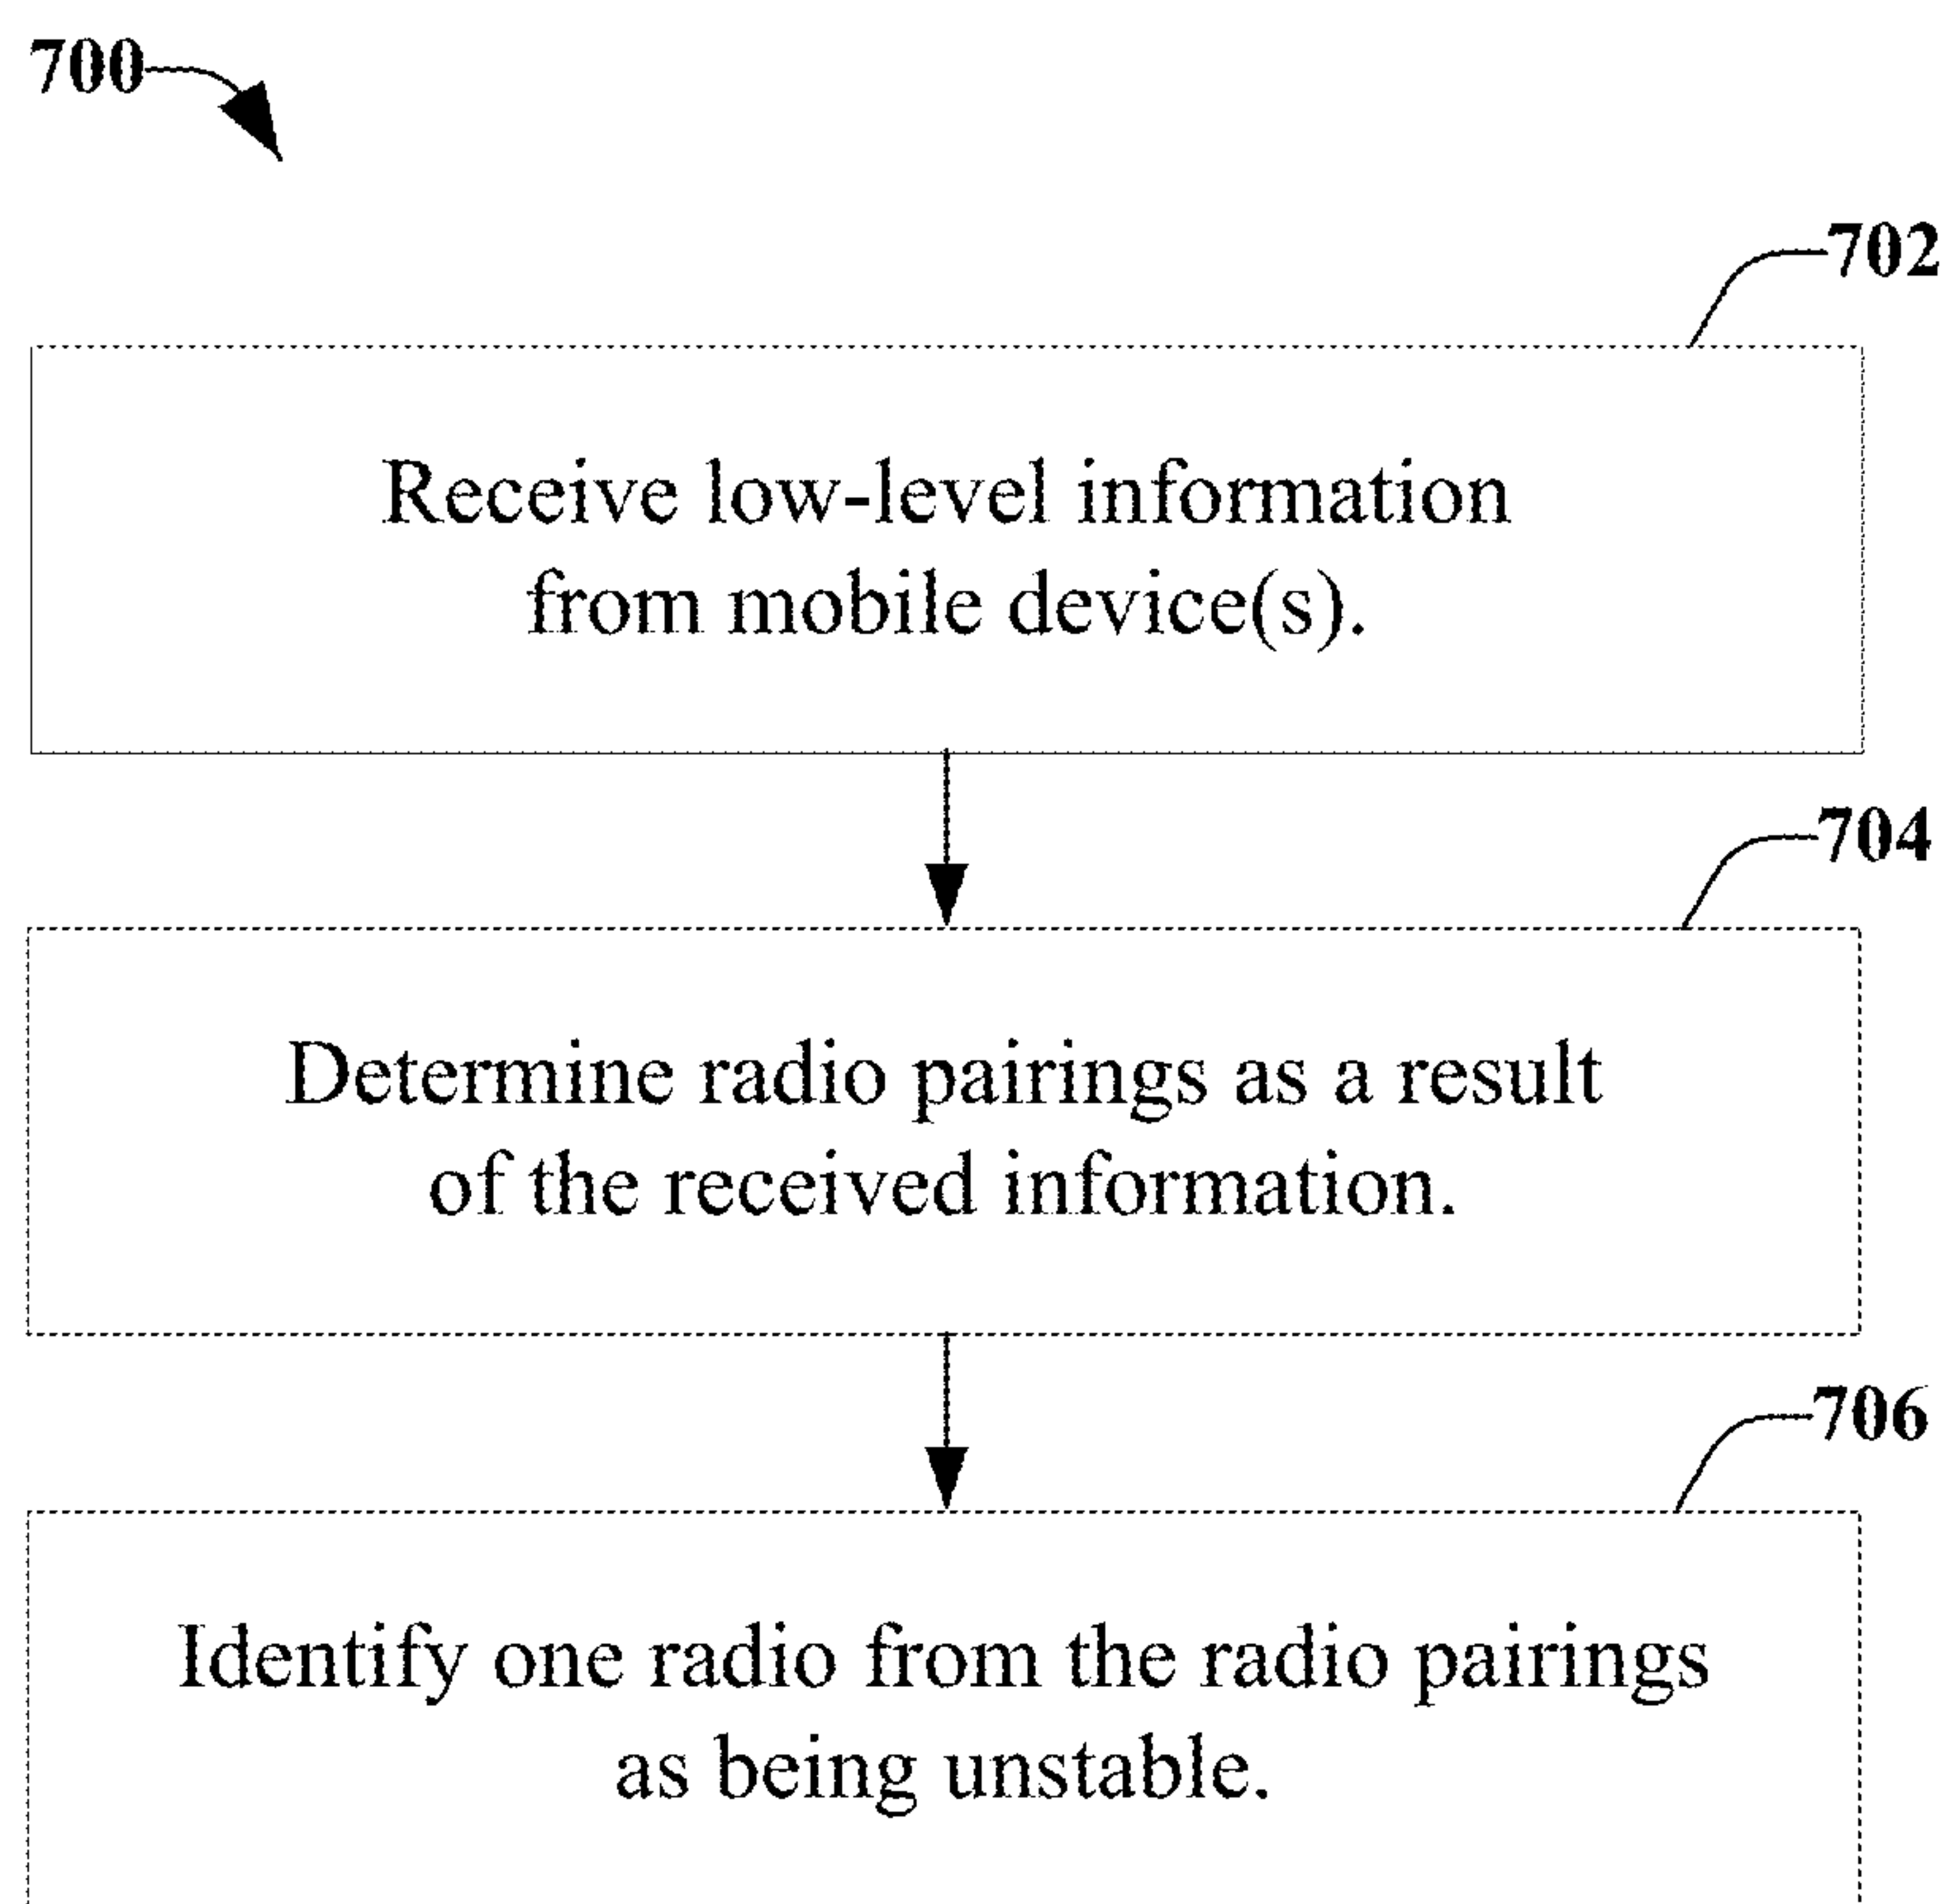 700
702
Receive low-level information
from mobile device(s).
704
Determine radio pairings as a result
of the received information.
706
Identify one radio from the radio pairings
as being unstable.